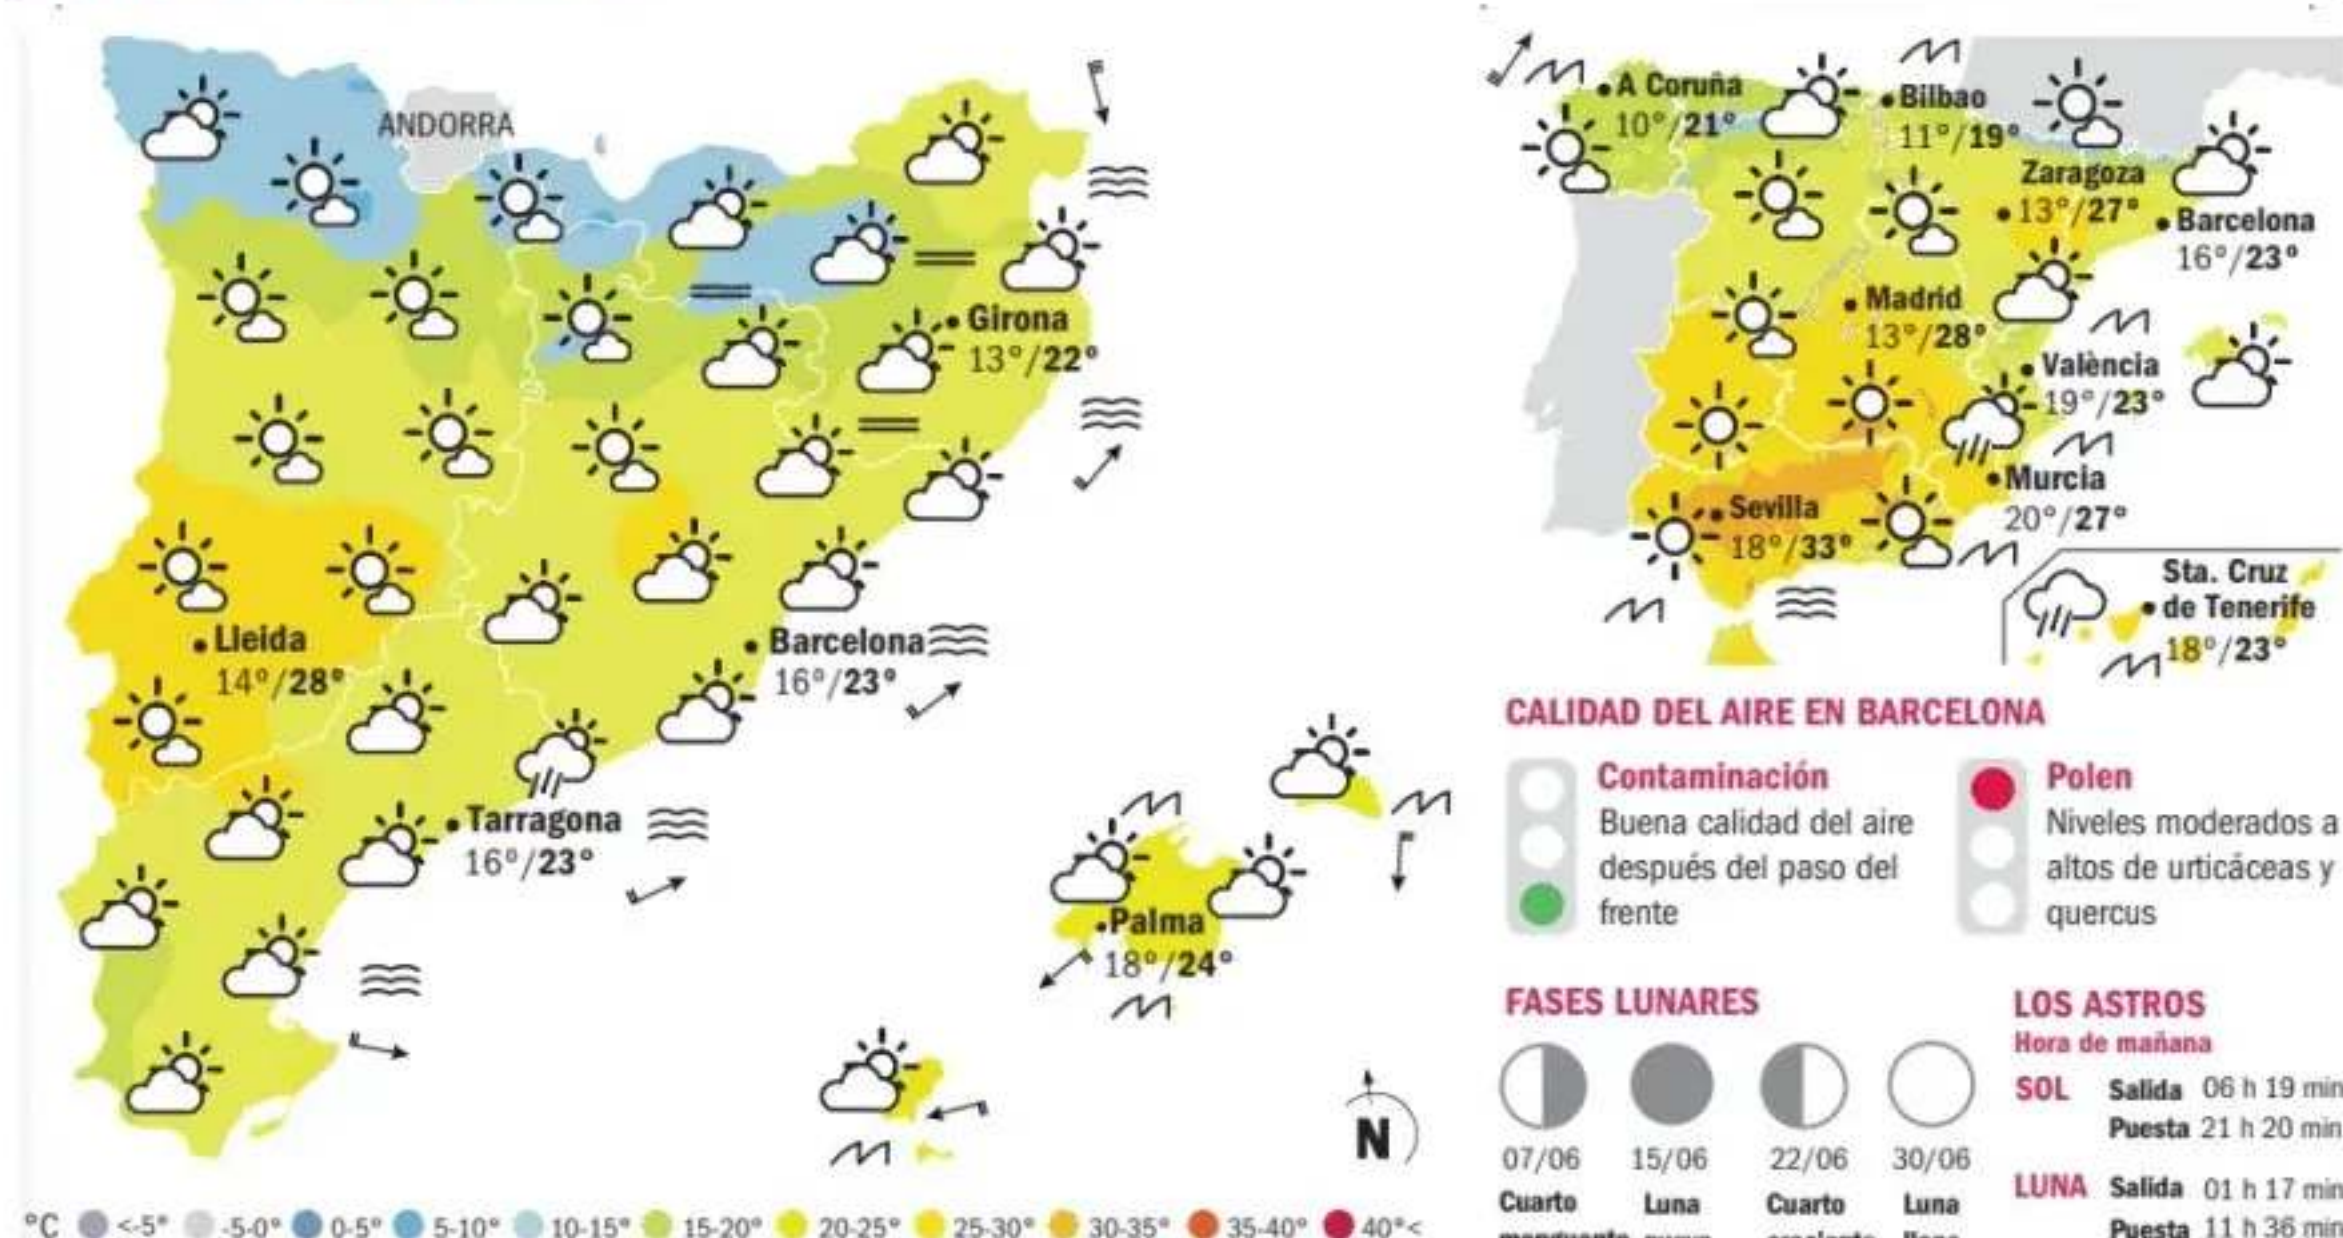 ANDORRA
Girona
13°/22°
Lleida
14°/28°
Barcelona
16°/23°
Tarragona
16°/23°
Palma
18°/24°
N
°C <-5° -5-0° 0-5° 5-10° 10-15° 15-20° 20-25° 25-30° 30-35° 35-40° 40°<
A Coruña
10°/21°
Bilbao
11°/19°
Zaragoza
13°/27°
Barcelona
16°/23°
Madrid
13°/28°
València
19°/23°
Murcia
20°/27°
Sevilla
18°/33°
Sta. Cruz
de Tenerife
18°/23°
CALIDAD DEL AIRE EN BARCELONA
Contaminación
Buena calidad del aire
después del paso del
frente
Polen
Niveles moderados a
altos de urticáceas y
quercus
FASES LUNARES
07/06 15/06 22/06 30/06
Cuarto Luna Cuarto Luna
LOS ASTROS
Hora de mañana
SOL Salida 06 h 19 min
Puesta 21 h 20 min
LUNA Salida 01 h 17 min
Puesta 11 h 36 min